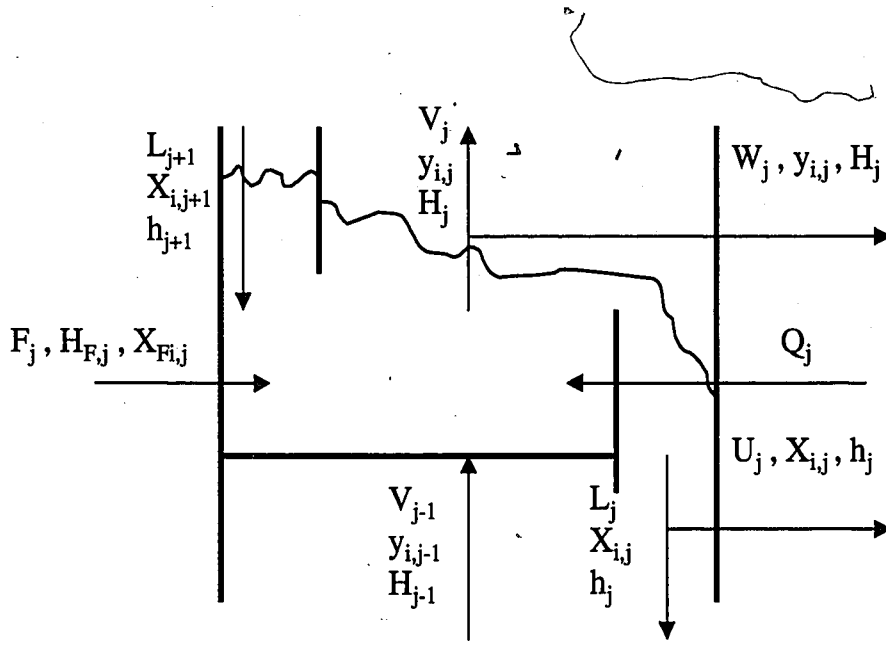 L_{j+1}
X_{i,j+1}
h_{j+1}
V_j
y_{i,j}
H_j
W_j , y_{i,j} , H_j
F_j , H_{F,j} , X_{Fi,j}
Q_j
U_j , X_{i,j} , h_j
V_{j-1}
y_{i,j-1}
H_{j-1}
L_j
X_{i,j}
h_j